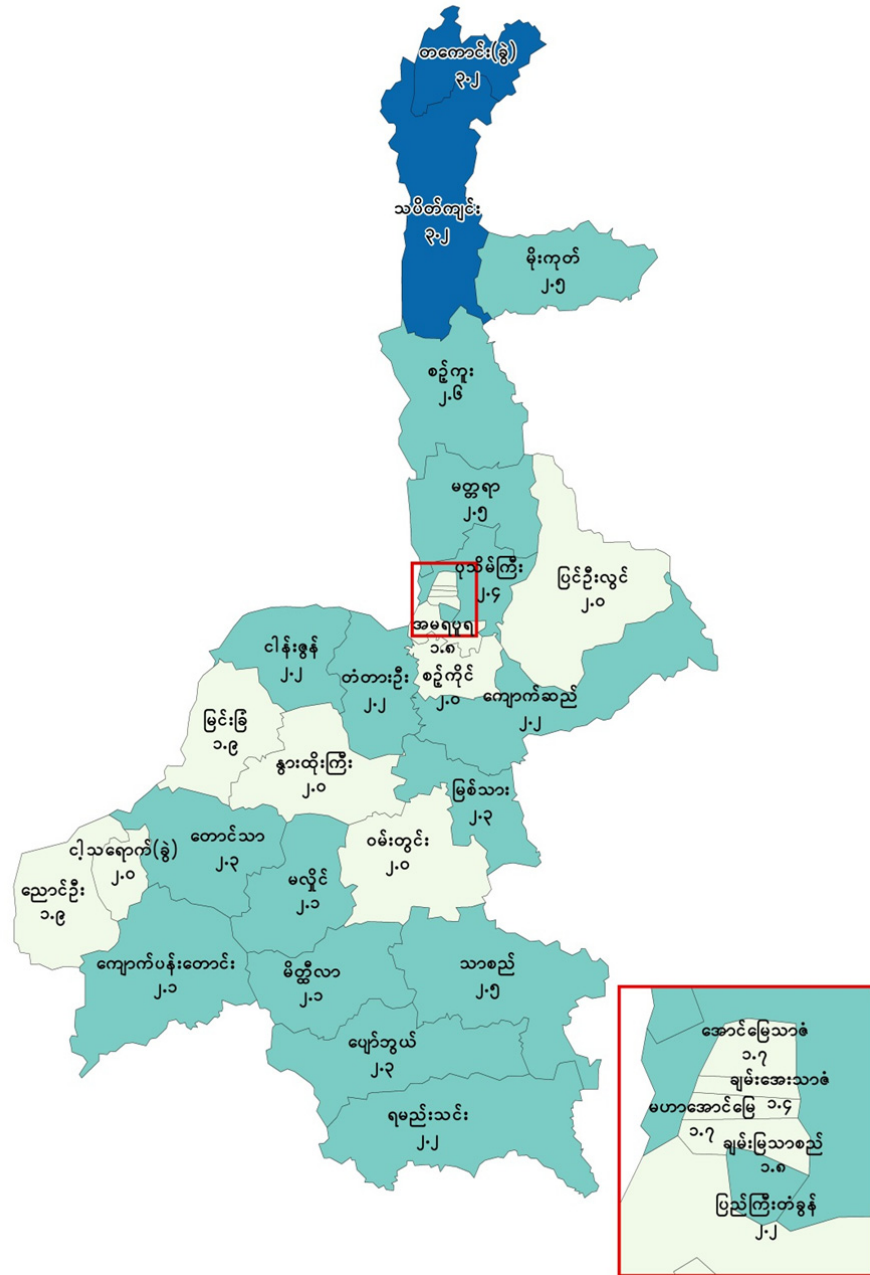 တကောင်း(ခွဲ)
၃.၂
သပိတ်ကျင်း
၃.၂
မိုးကုတ်
၂.၅
စဉ့်ကူး
၂.၆
မတ္တရာ
၂.၅
ပုသိမ်ကြီး
၂.၄
ပြင်ဦးလွင်
၂.၀
အမရပူရ
၁.၈
စဉ့်ကိုင်
၂.၀
ကျောက်ဆည်
၂.၂
ငါန်းဇွန်
၂.၂
တံတားဦး
၂.၂
မြင်းခြံ
၁.၉
နွားထိုးကြီး
၂.၀
မြစ်သား
၂.၃
တောင်သာ
၂.၃
ဝမ်းတွင်း
၂.၀
ငါ့သရောက်(ခွဲ)
၂.၀
မလှိုင်
၂.၁
ညောင်ဦး
၁.၉
ကျောက်ပန်းတောင်း
၂.၁
မိတ္ထီလာ
၂.၁
သာစည်
၂.၅
ပျော်ဘွယ်
၂.၃
ရမည်းသင်း
၂.၂
အောင်မြေသာဇံ
၁.၇
ချမ်းအေးသာဇံ
၁.၄
မဟာအောင်မြေ
၁.၇
ချမ်းမြသာစည်
၁.၈
ပြည်ကြီးတံခွန်
၂.၂